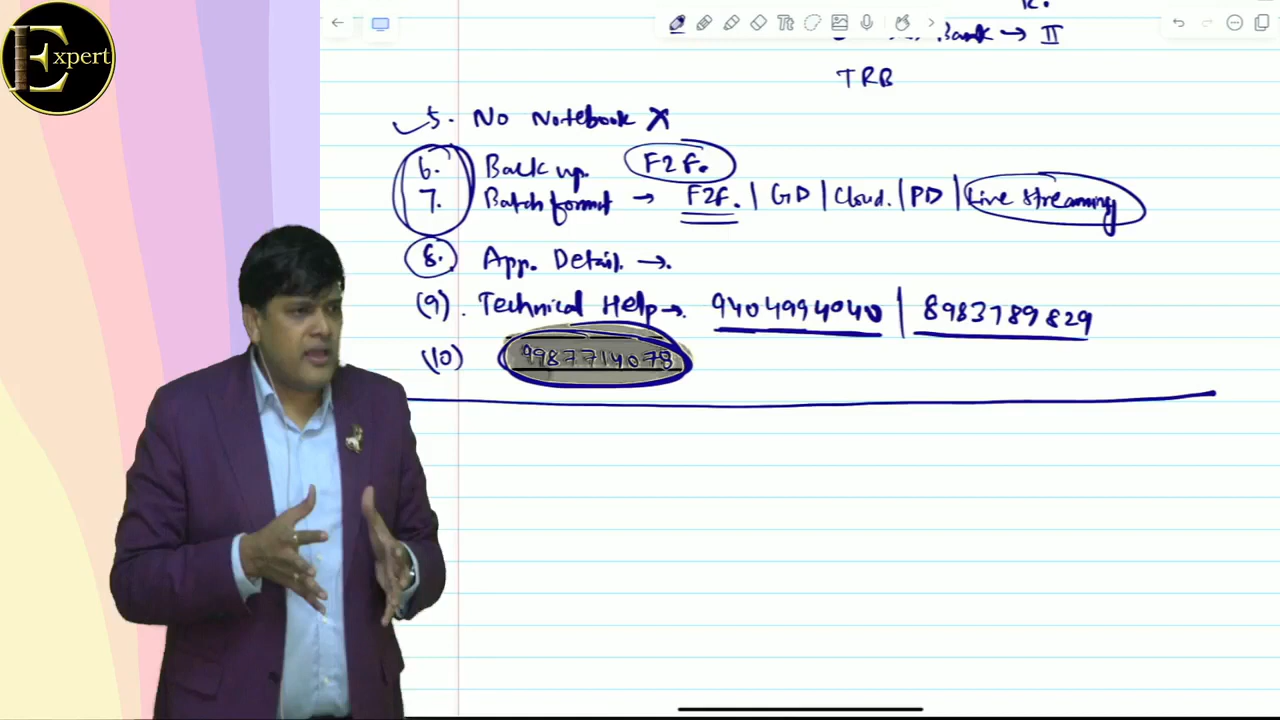 Expert
Bank → II
TRB
5. No Notebook X
6. Back up. F2F.
7. Batch format → F2F. | GD | Cloud. | PD | Live Streaming
8. App. Detail. →.
(9). Technical Help →. 9404994040 | 8983789829
(10) 9987714078